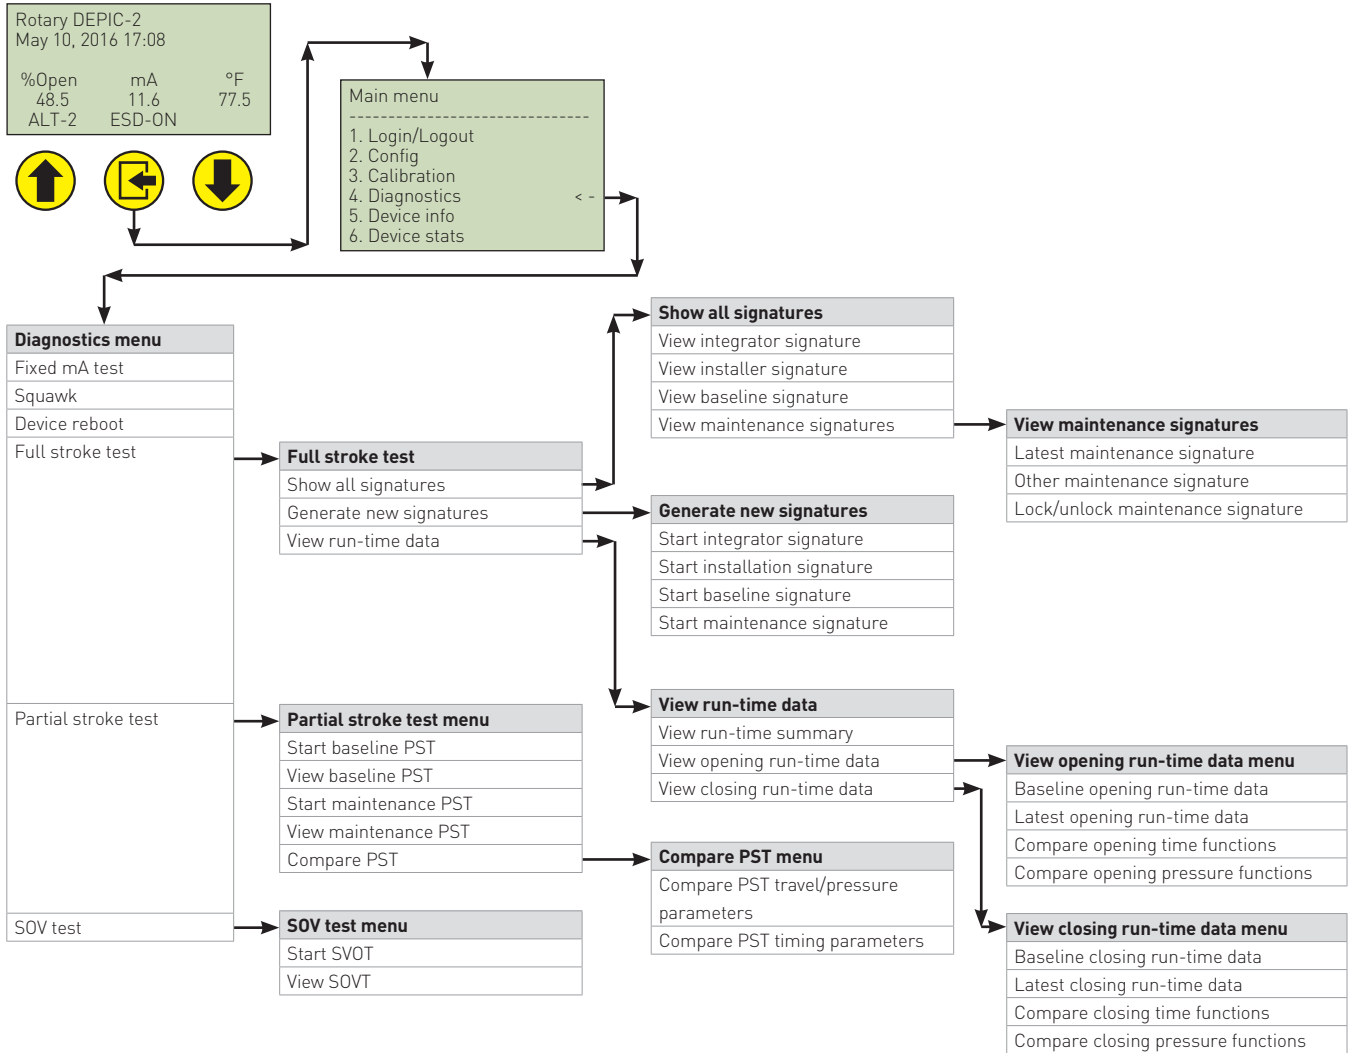 Rotary DEPIC-2
May 10, 2016 17:08
%Open mA °F
48.5 11.6 77.5
ALT-2 ESD-ON
Main menu
------------------------------
1. Login/Logout
2. Config
3. Calibration
4. Diagnostics < -
5. Device info
6. Device stats
Diagnostics menu
Fixed mA test
Squawk
Device reboot
Full stroke test
Partial stroke test
SOV test
Full stroke test
Show all signatures
Generate new signatures
View run-time data
Partial stroke test menu
Start baseline PST
View baseline PST
Start maintenance PST
View maintenance PST
Compare PST
SOV test menu
Start SVOT
View SOVT
Show all signatures
View integrator signature
View installer signature
View baseline signature
View maintenance signatures
Generate new signatures
Start integrator signature
Start installation signature
Start baseline signature
Start maintenance signature
View run-time data
View run-time summary
View opening run-time data
View closing run-time data
Compare PST menu
Compare PST travel/pressure
parameters
Compare PST timing parameters
View maintenance signatures
Latest maintenance signature
Other maintenance signature
Lock/unlock maintenance signature
View opening run-time data menu
Baseline opening run-time data
Latest opening run-time data
Compare opening time functions
Compare opening pressure functions
View closing run-time data menu
Baseline closing run-time data
Latest closing run-time data
Compare closing time functions
Compare closing pressure functions